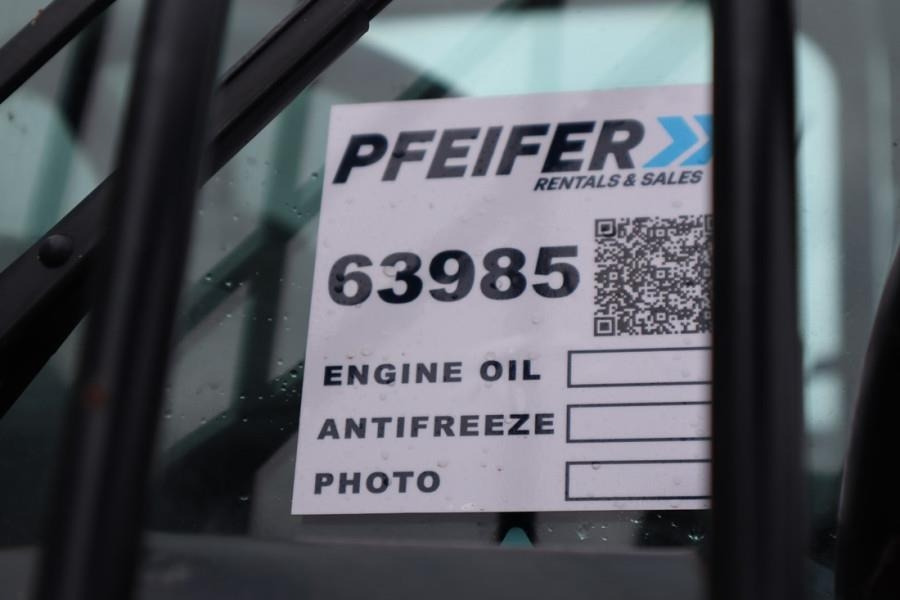 PFEIFER
RENTALS & SALES
63985
ENGINE OIL
ANTIFREEZE
PHOTO